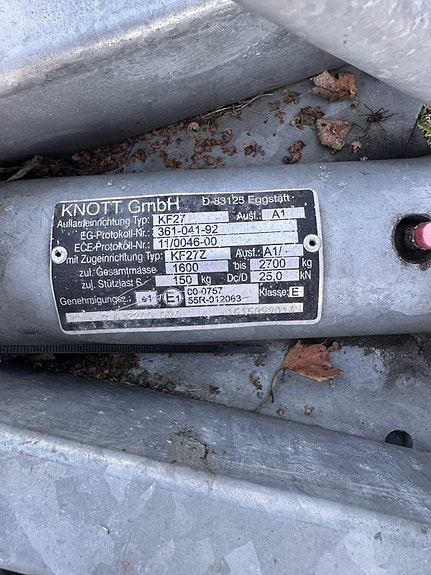 KNOTT GmbH D-83125 Eggstätt
Auflaufeinrichtung Typ: KF27 Ausf.: A1
EG-Protokoll-Nr.: 361-041-92
ECE-Protokoll-Nr.: 11/0046-00
mit Zugeinrichtung Typ: KF27Z Ausf.: A1/-
zul. Gesamtmasse 1600 bis 2700 kg
zul. Stützlast S 150 kg Dc/D 25,0 kN
Genehmigungsz.: e1 E1 00-0757 Klasse: E
55R-012063